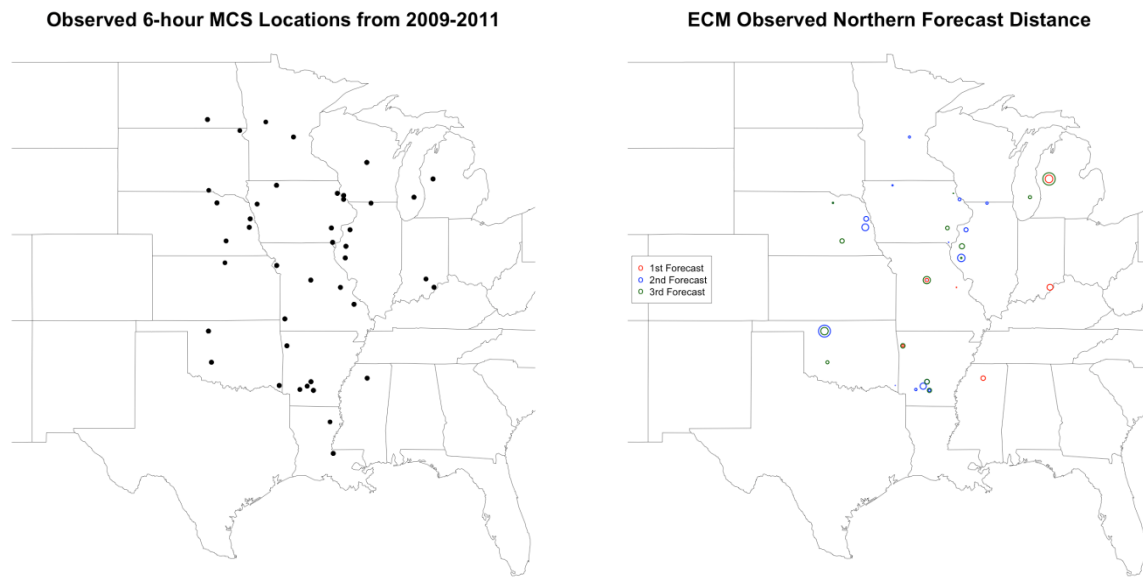 Observed 6-hour MCS Locations from 2009-2011
ECM Observed Northern Forecast Distance
1st Forecast
2nd Forecast
3rd Forecast